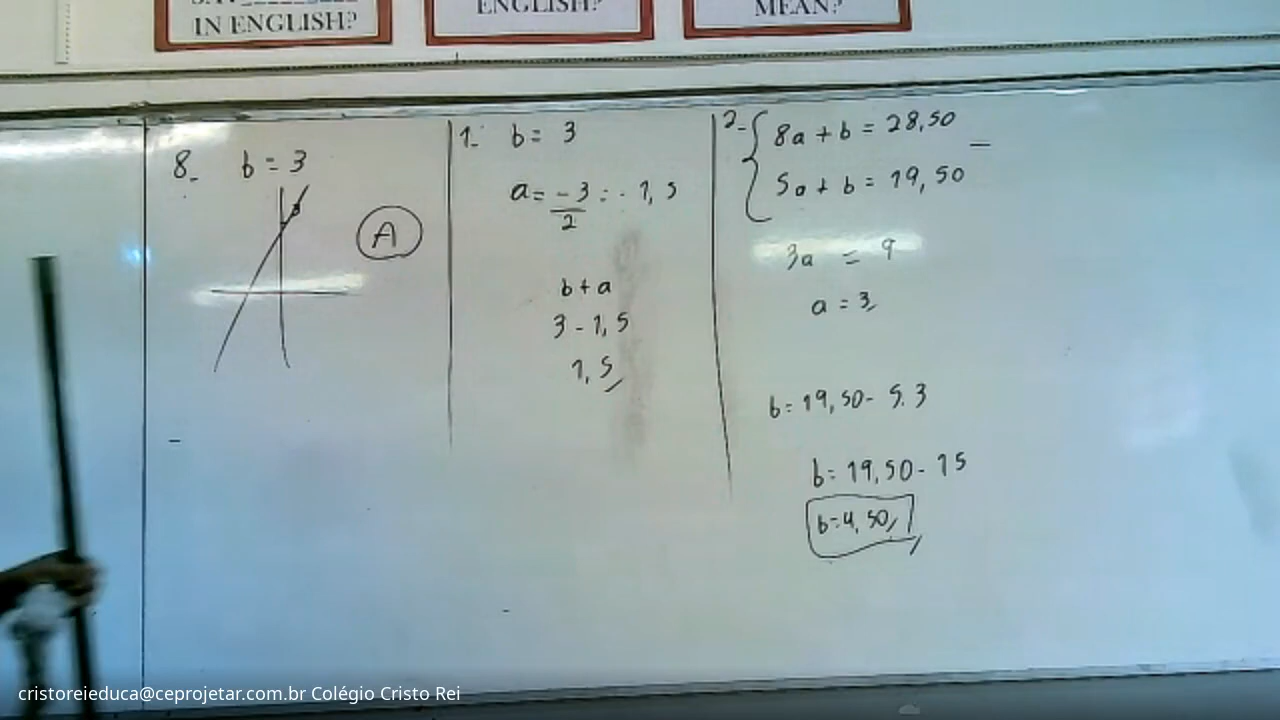 IN ENGLISH?
ENGLISH?
MEAN?
8- b = 3
3
A
1- b = 3
a = -3/2 = -1,5
b + a
3 - 1,5
1,5
2- { 8a + b = 28,50 —
5a + b = 19,50
3a = 9
a = 3
b = 19,50 - 5.3
b = 19,50 - 15
b = 4,50
cristoreieduca@ceprojetar.com.br Colégio Cristo Rei